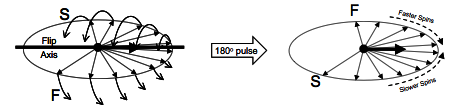 S
Flip
Axis
F
180° pulse
F
Faster Spins
S
Slower Spins